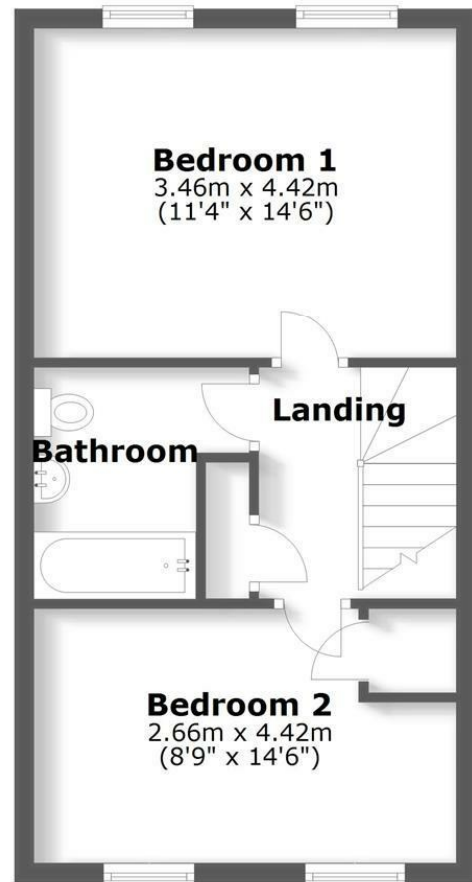 Bedroom 1
3.46m x 4.42m
(11'4" x 14'6")
Landing
Bathroom
Bedroom 2
2.66m x 4.42m
(8'9" x 14'6")